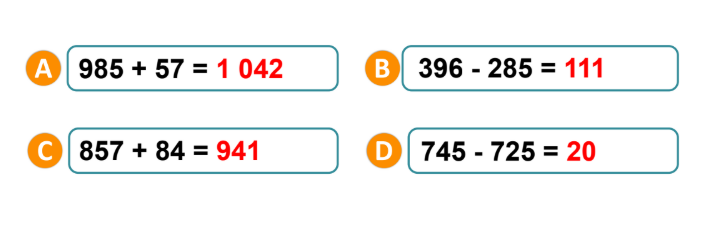 A 985 + 57 = 1 042
B 396 - 285 = 111
C 857 + 84 = 941
D 745 - 725 = 20